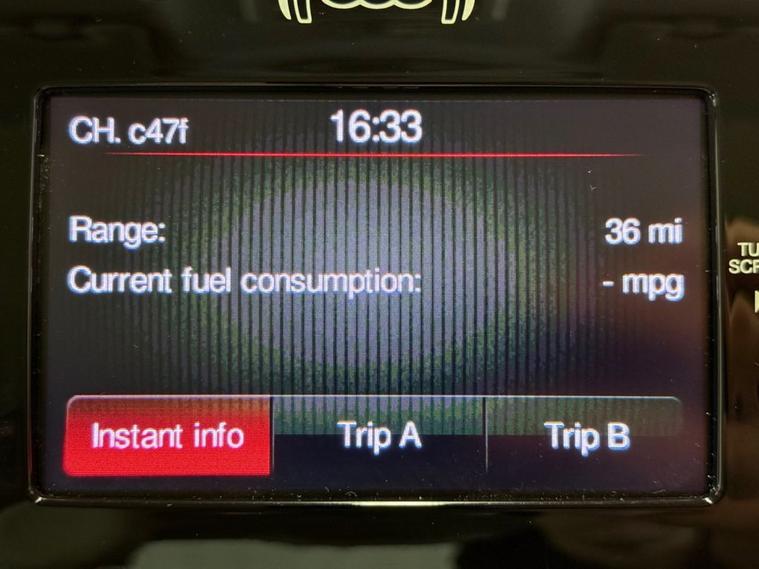 CH. c47f 16:33
Range: 36 mi
Current fuel consumption: - mpg
Instant info Trip A Trip B